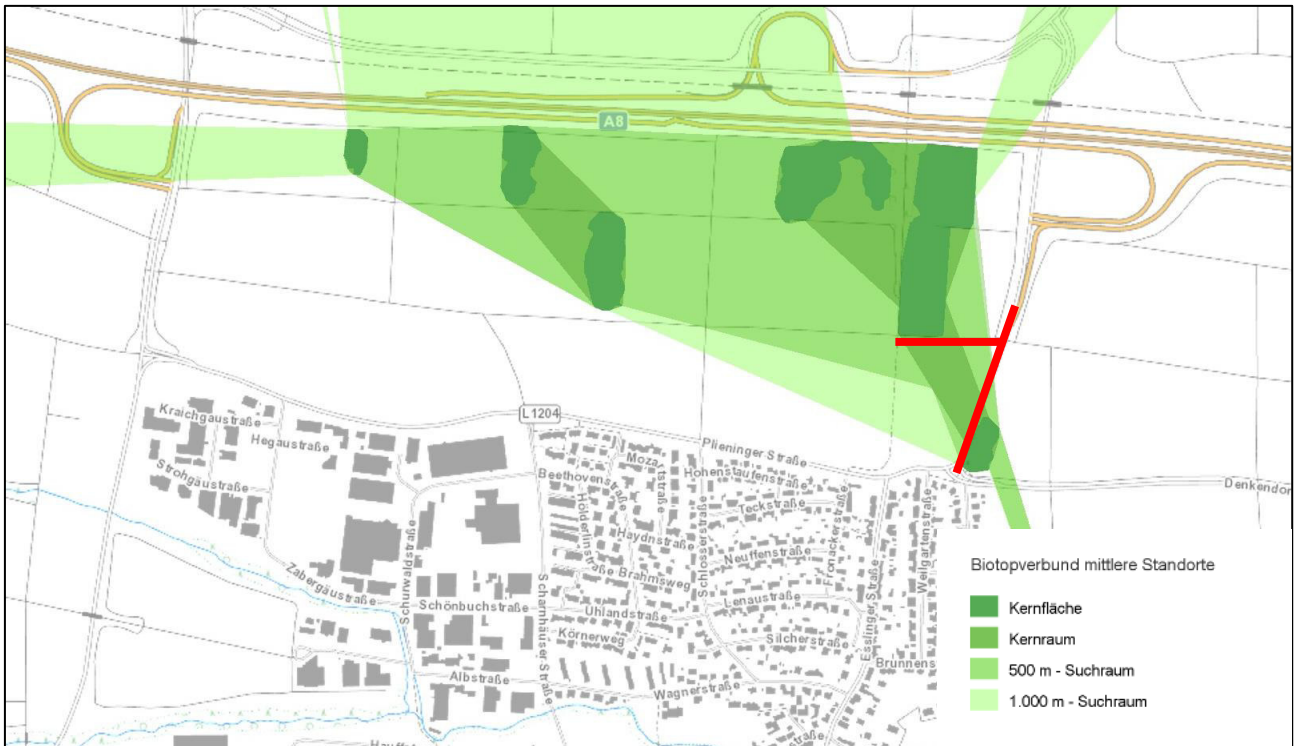 A8
L1204
Kraichgaustraße
Hegaustraße
Strohgäustraße
Plieninger Straße
Mozartstraße
Hohenstaufenstraße
Beethovenstraße
Hölderlinstraße
Teckstraße
Denkendor
Haydnstraße
Schlosserstraße
Neuffenstraße
Fronäckerstraße
Weilgartenstraße
Brahmsweg
Zabergäustraße
Schurwaldstraße
Schönbuchstraße
Scharnhäuser Straße
Uhlandstraße
Lenaustraße
Esslinger Straße
Körnerweg
Silcherstraße
Brunnens
Albstraße
Wagnerstraße
Biotopverbund mittlere Standorte
Kernfläche
Kernraum
500 m - Suchraum
1.000 m - Suchraum